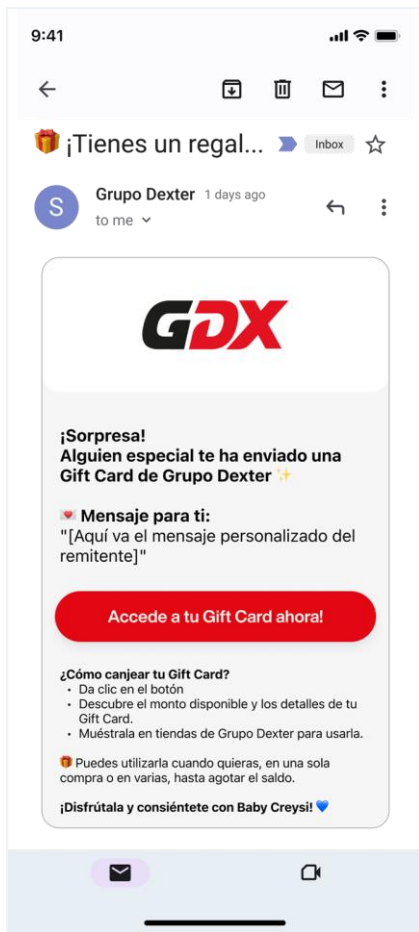 9:41
🎁 ¡Tienes un regal... Inbox
S
Grupo Dexter 1 days ago
to me
GDX
¡Sorpresa!
Alguien especial te ha enviado una
Gift Card de Grupo Dexter ✨
💌 Mensaje para ti:
"[Aquí va el mensaje personalizado del
remitente]"
Accede a tu Gift Card ahora!
¿Cómo canjear tu Gift Card?
• Da clic en el botón
• Descubre el monto disponible y los detalles de tu
Gift Card.
• Muéstrala en tiendas de Grupo Dexter para usarla.
🎁 Puedes utilizarla cuando quieras, en una sola
compra o en varias, hasta agotar el saldo.
¡Disfrútala y consiéntete con Baby Creysi! 💙